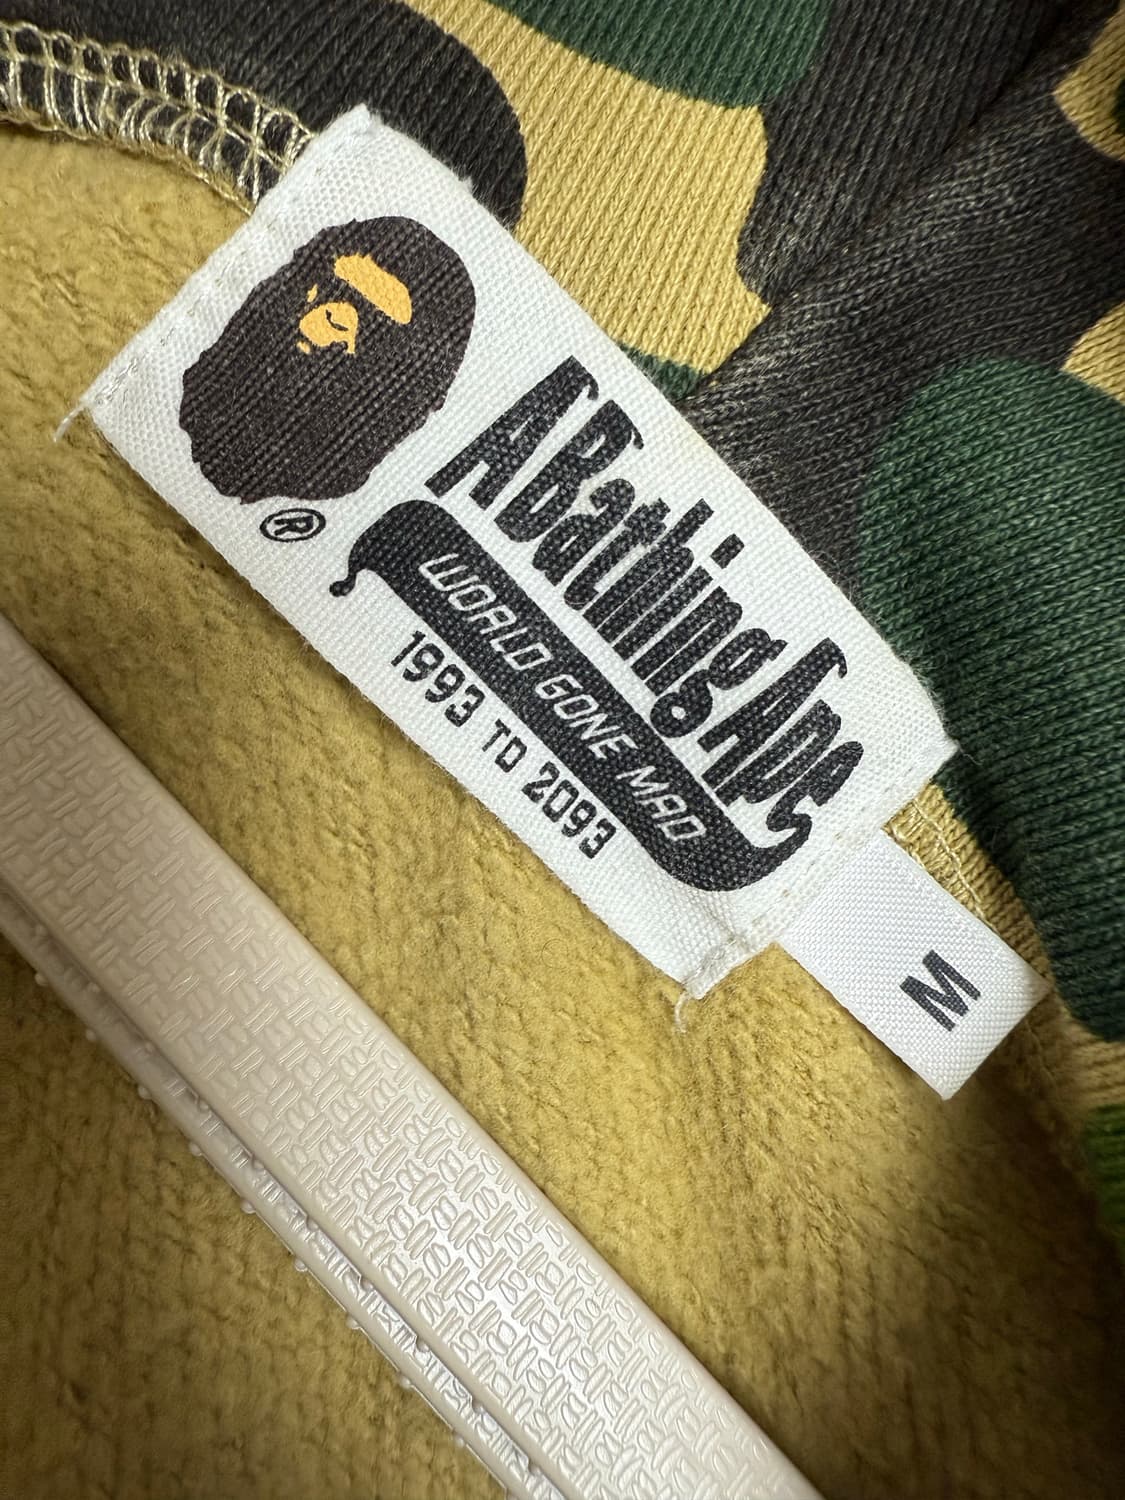 ®
A Bathing Ape
WORLD GONE MAD
1993 TO 2093
M